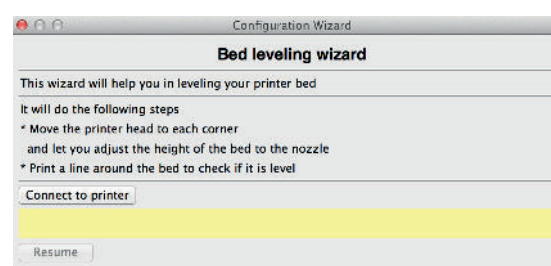 Configuration Wizard
Bed leveling wizard
This wizard will help you in leveling your printer bed
It will do the following steps
* Move the printer head to each corner
and let you adjust the height of the bed to the nozzle
* Print a line around the bed to check if it is level
Connect to printer
Resume